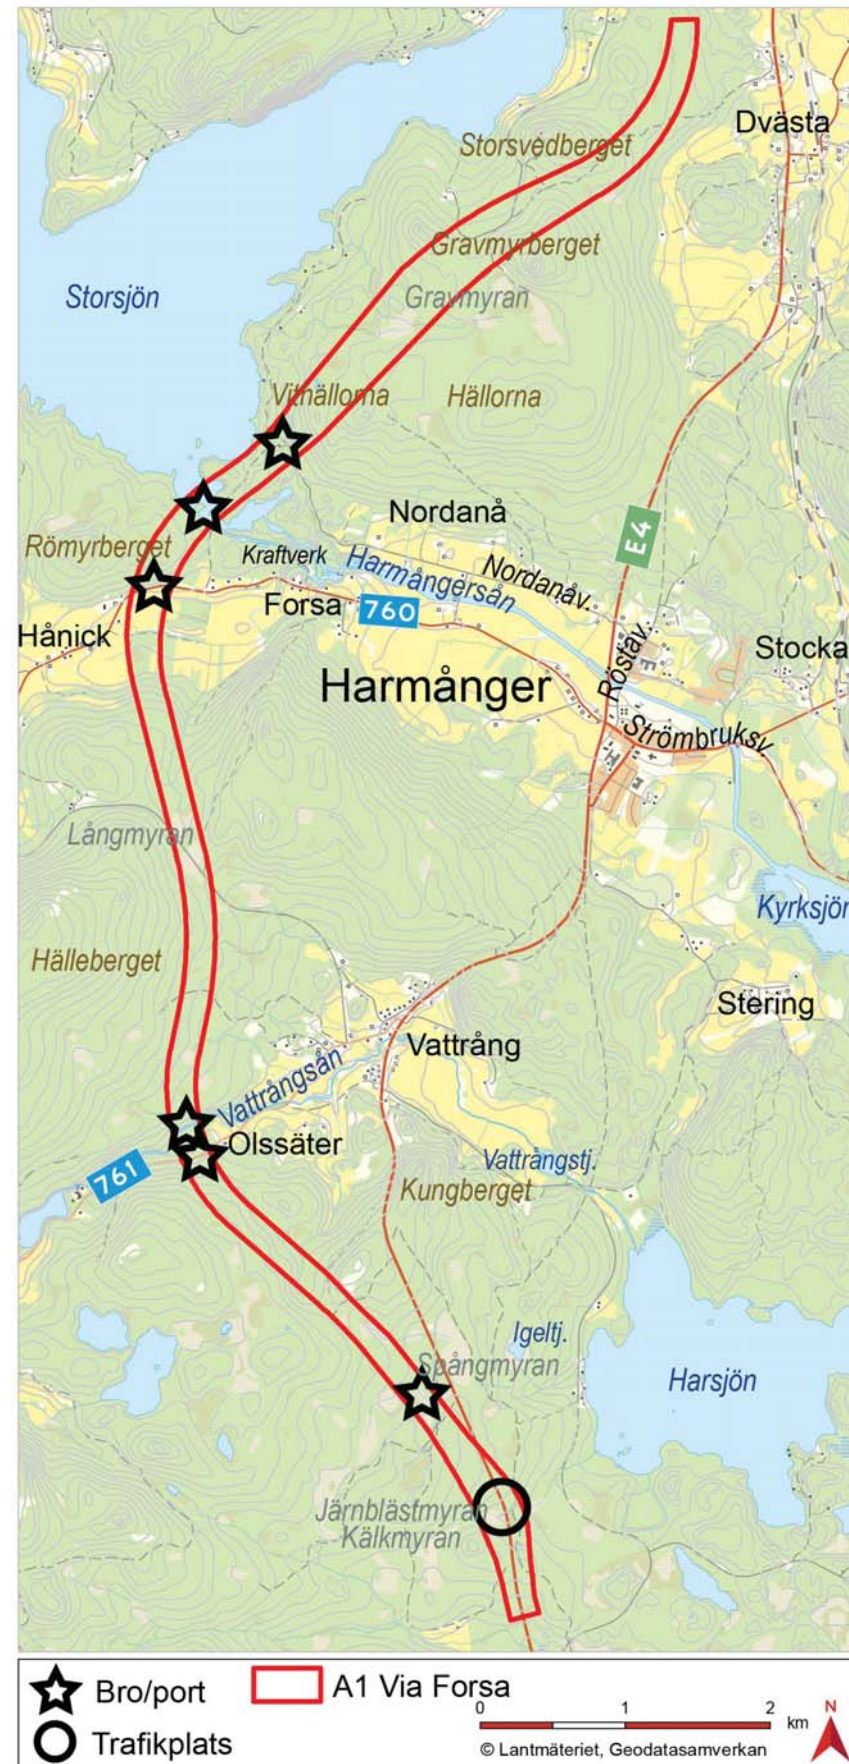 Dvästa
Storsvedberget
Gravmyrberget
Storsjön
Gravmyran
Vithällorna
Hällorna
Nordanå
E4
Römyrberget
Kraftverk
Harmångersån
Nordanåv.
Forsa
760
Hånick
Röstav.
Stocka
Harmånger
Strömbruksv
Långmyran
Kyrksjön
Hälleberget
Stering
Vattrång
Vattrångsån
Olssäter
761
Vattrångstj.
Kungberget
Igeltj.
Spångmyran
Harsjön
Järnblästmyran
Kälkmyran
Bro/port
A1 Via Forsa
Trafikplats
0 1 2 km
N
© Lantmäteriet, Geodatasamverkan